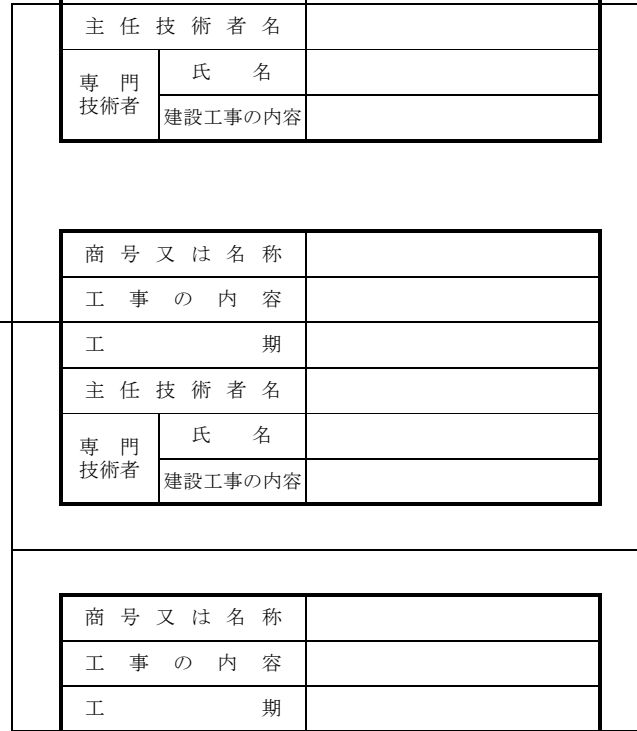 主任技術者名
専門
技術者
氏名
建設工事の内容
商号又は名称
工事の内容
工期
主任技術者名
専門
技術者
氏名
建設工事の内容
商号又は名称
工事の内容
工期